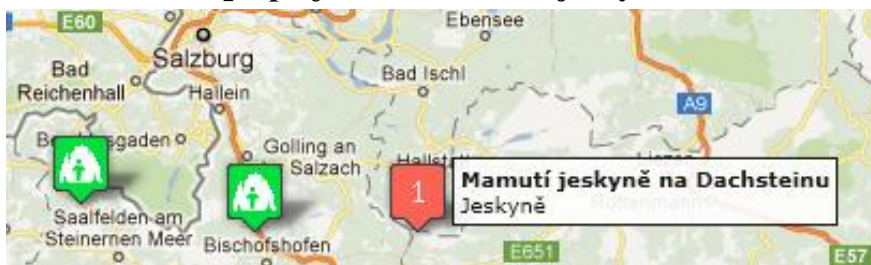 E60
Ebensee
Salzburg
Bad
Reichenhall
Bad Ischl
Hallein
A9
Golling an
Salzach
1
Mamutí jeskyně na Dachsteinu
Jeskyně
Saalfelden am
Steinernen Meer
Bischofshofen
E651
E57